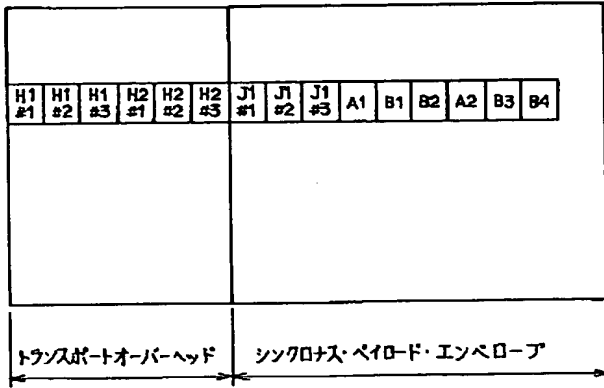 H1 H1 H1 H2 H2 H2 J1 J1 J1 A1 B1 B2 A2 B3 B4
#1 #2 #3 #1 #2 #3 #1 #2 #3
トランスポートオーバーヘッド シンクロナス・ペイロード・エンベロープ